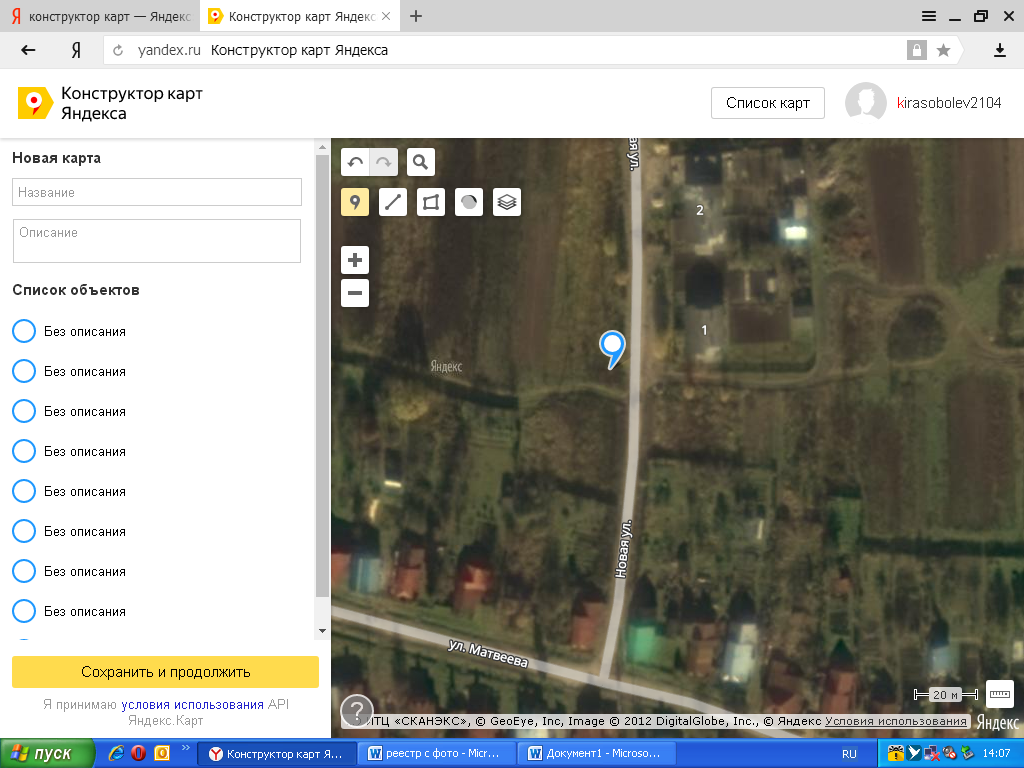 конструктор карт — Яндекс
Конструктор карт Яндекс
yandex.ru Конструктор карт Яндекса
Конструктор карт
Яндекса
Список карт
kirasobolev2104
Новая карта
Название
Описание
Список объектов
Без описания
Без описания
Без описания
Без описания
Без описания
Без описания
Без описания
Без описания
Сохранить и продолжить
Я принимаю условия использования API
Яндекс.Карт
ая ул.
2
1
Яндекс
Новая ул.
ул. Матвеева
20 м
?
ИТЦ «СКАНЭКС», © GeoEye, Inc, Image © 2012 DigitalGlobe, Inc., © Яндекс Условия использования
Яндекс
пуск
Конструктор карт Я...
реестр с фото - Micr...
Документ1 - Microso...
RU
14:07